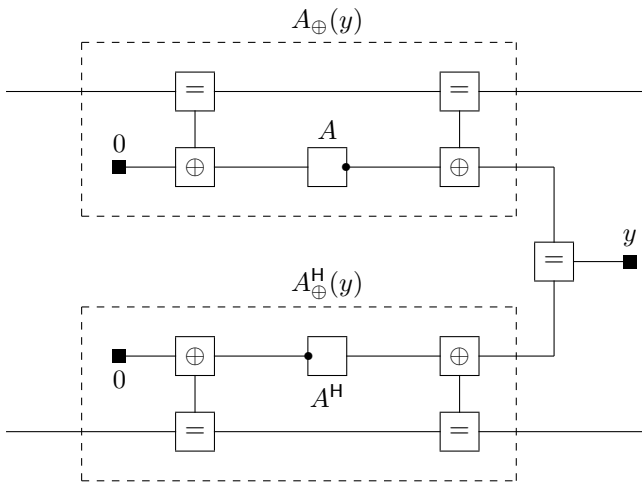 A⊕(y)
= =
0 A
⊕ ⊕
y
=
A⊕ᴴ(y)
⊕ ⊕
0 Aᴴ
= =